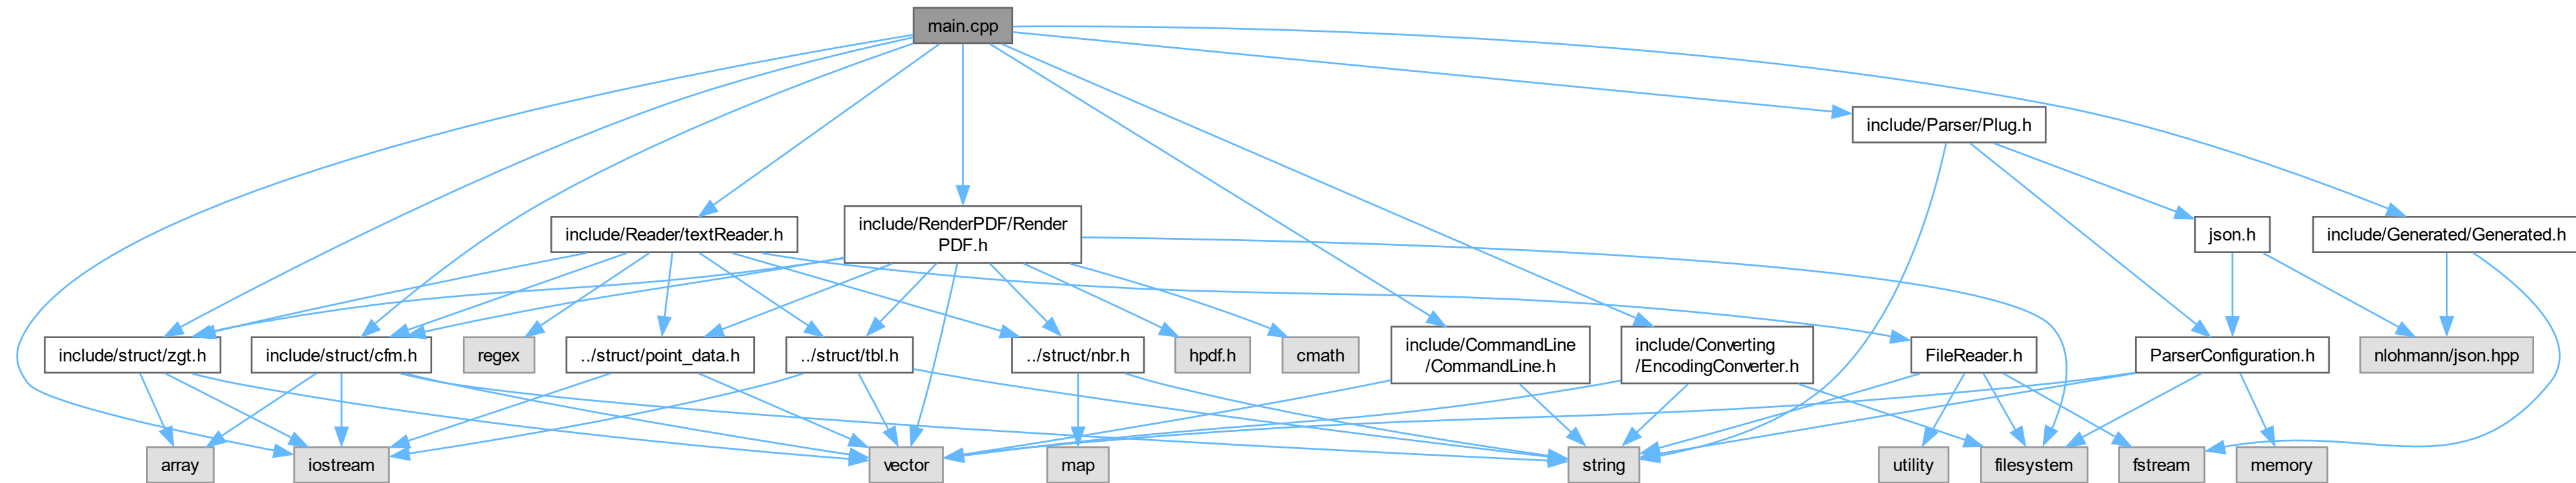 main.cpp
include/Parser/Plug.h
include/Reader/textReader.h
include/RenderPDF/Render
PDF.h
json.h
include/Generated/Generated.h
include/struct/zgt.h
include/struct/cfm.h
regex
../struct/point_data.h
../struct/tbl.h
../struct/nbr.h
hpdf.h
cmath
include/CommandLine
/CommandLine.h
include/Converting
/EncodingConverter.h
FileReader.h
ParserConfiguration.h
nlohmann/json.hpp
array
iostream
vector
map
string
utility
filesystem
fstream
memory